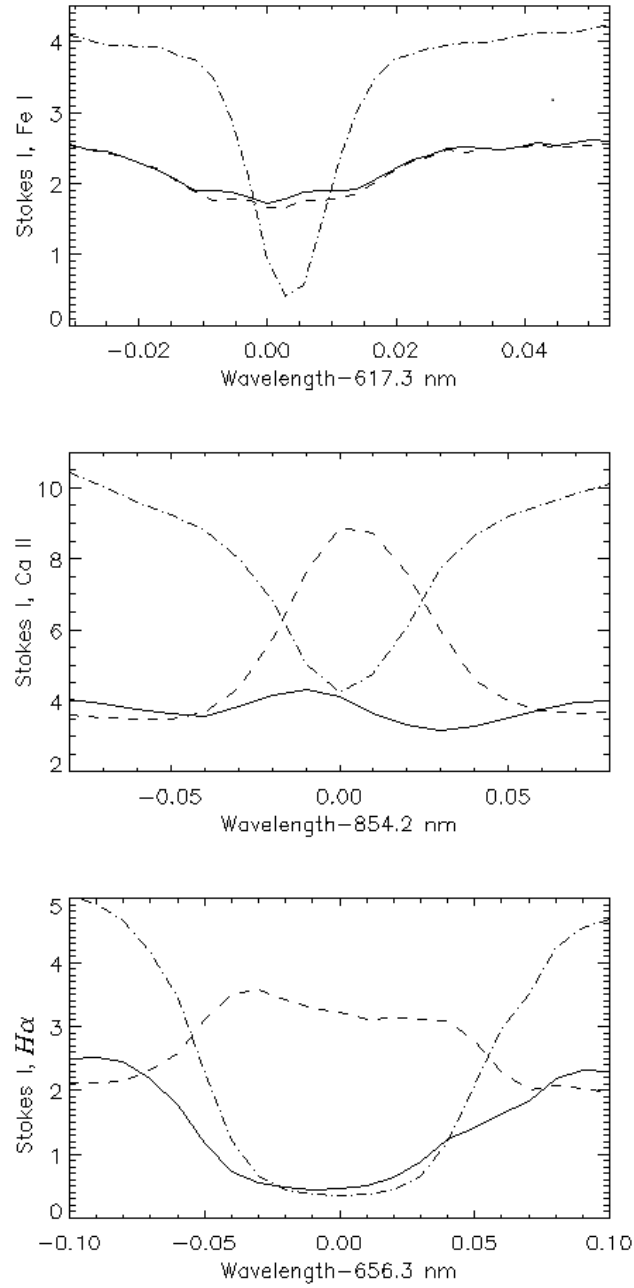 4
3
2
1
0
Stokes I, Fe I
−0.02 0.00 0.02 0.04
Wavelength−617.3 nm
10
8
6
4
2
Stokes I, Ca II
−0.05 0.00 0.05
Wavelength−854.2 nm
5
4
3
2
1
0
Stokes I, Hα
−0.10 −0.05 0.00 0.05 0.10
Wavelength−656.3 nm